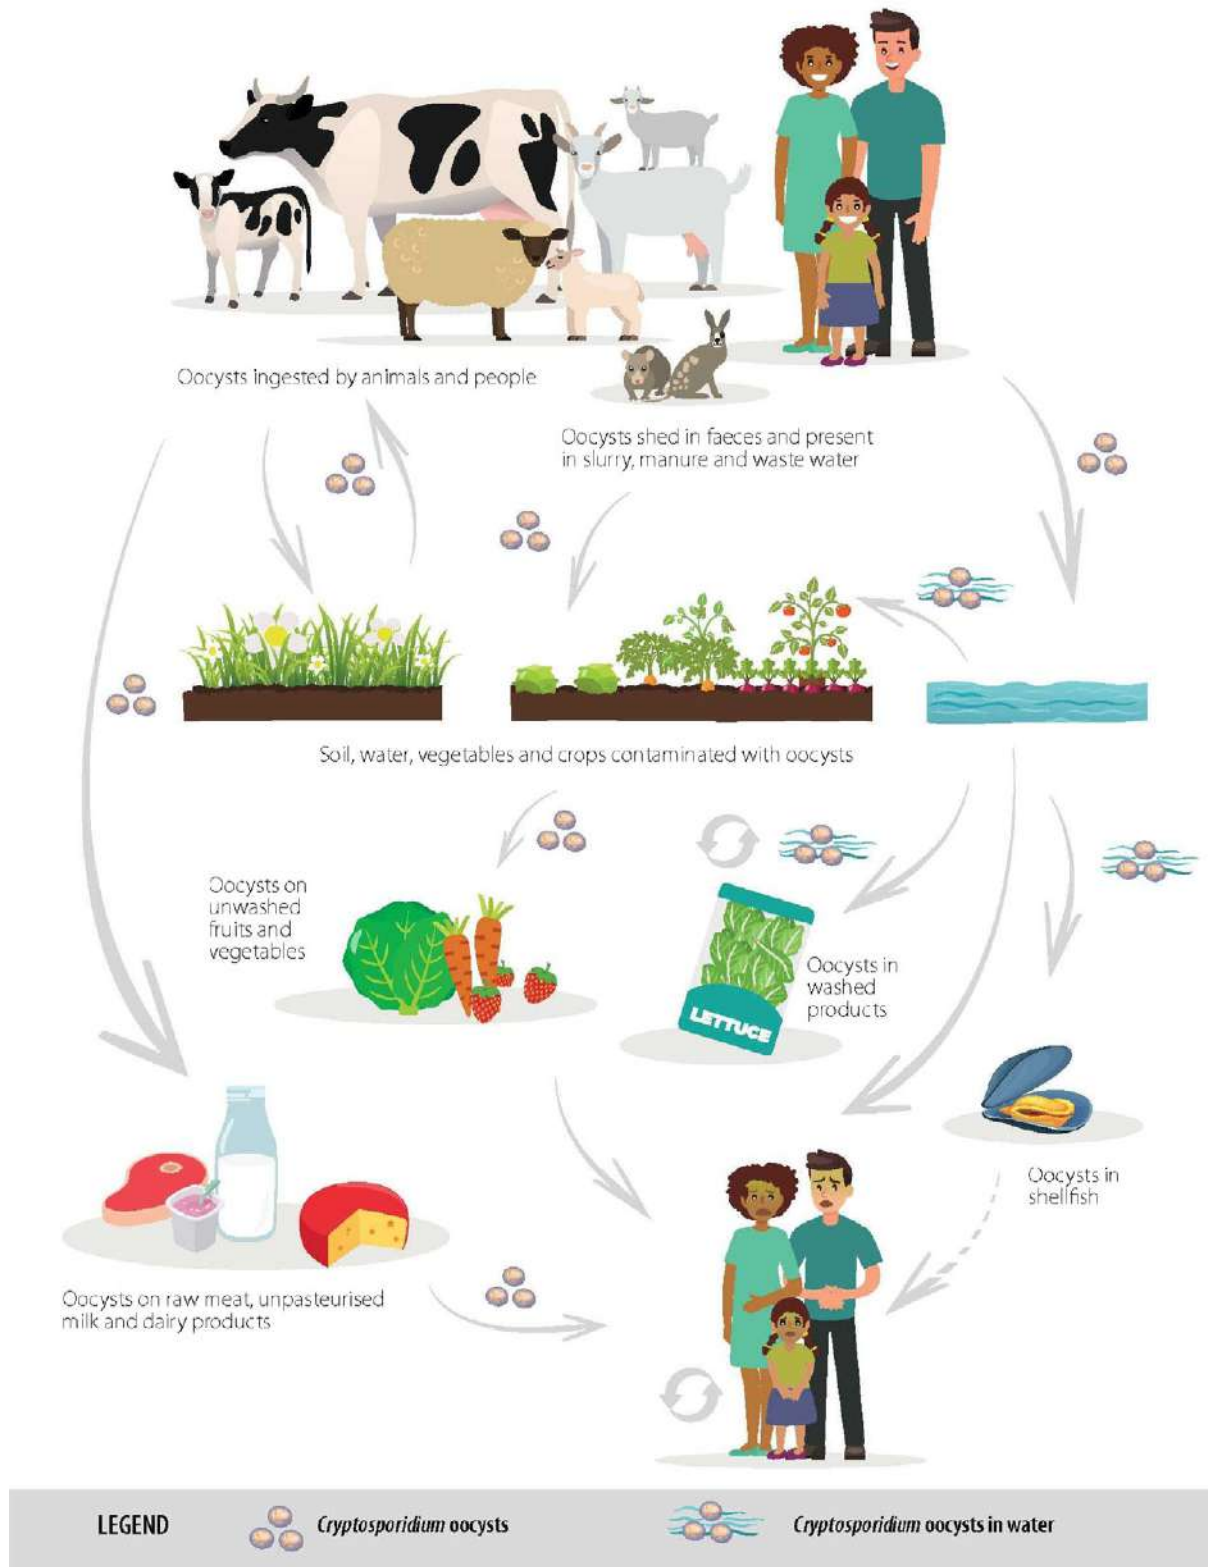 Oocysts ingested by animals and people
Oocysts shed in faeces and present
in slurry, manure and waste water
Soil, water, vegetables and crops contaminated with oocysts
Oocysts on
unwashed
fruits and
vegetables
Oocysts in
washed
products
LETTUCE
Oocysts in
shellfish
Oocysts on raw meat, unpasteurised
milk and dairy products
LEGEND
Cryptosporidium oocysts
Cryptosporidium oocysts in water